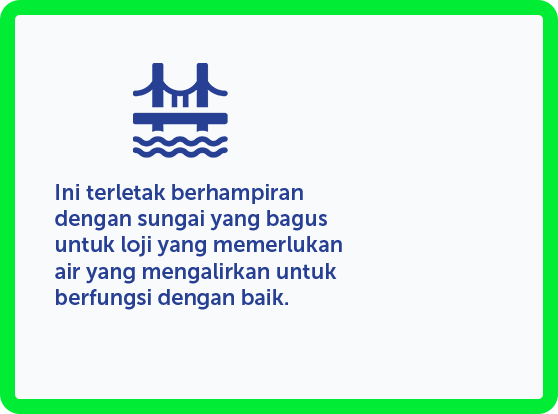 Ini terletak berhampiran
dengan sungai yang bagus
untuk loji yang memerlukan
air yang mengalirkan untuk
berfungsi dengan baik.